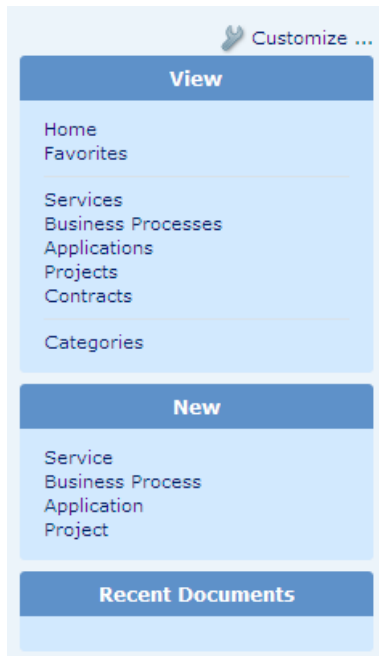 Customize ...
View
Home
Favorites
Services
Business Processes
Applications
Projects
Contracts
Categories
New
Service
Business Process
Application
Project
Recent Documents